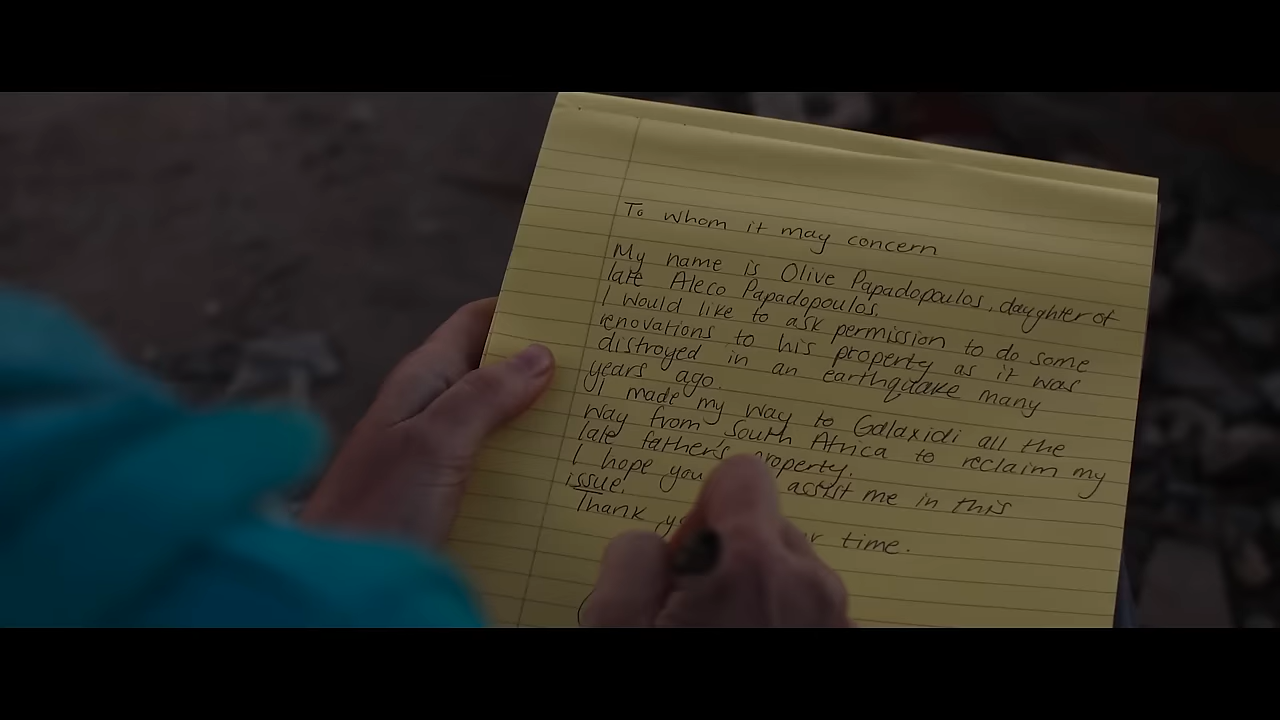 To whom it may concern
My name is Olive Papadopoulos, daughter of
late Aleco Papadopoulos.
I would like to ask permission to do some
renovations to his property as it was
distroyed in an earthquake many
years ago.
I made my way to Galaxidi all the
way from South Africa to reclaim my
late father's property.
I hope you assist me in this
issue.
Thank time.